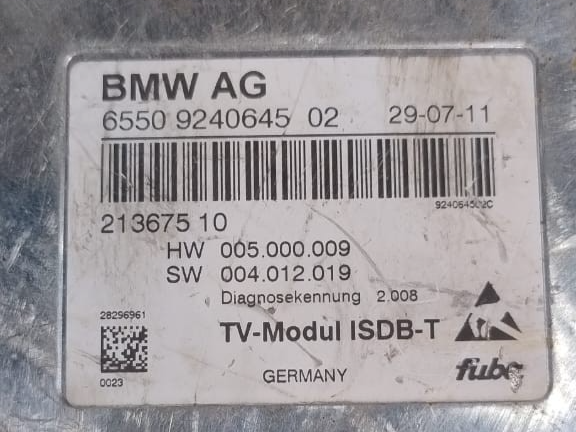 BMW AG
6550 9240645 02 29-07-11
213675 10
HW 005.000.009
SW 004.012.019
Diagnosekennung 2.008
28296961
TV-Modul ISDB-T
0023
GERMANY
fuba